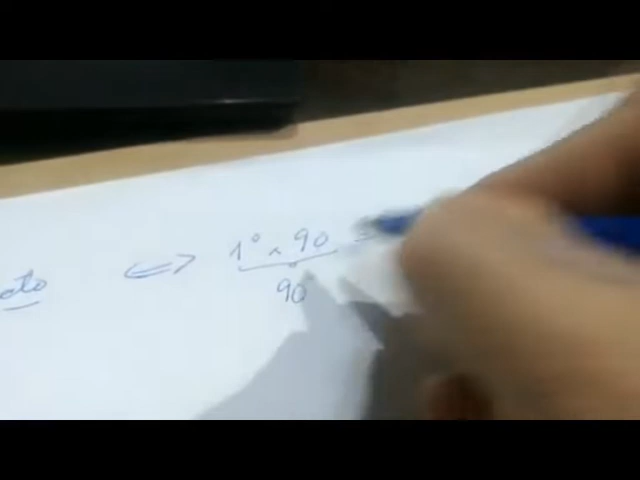 ⇔ 1° × 90 =
90